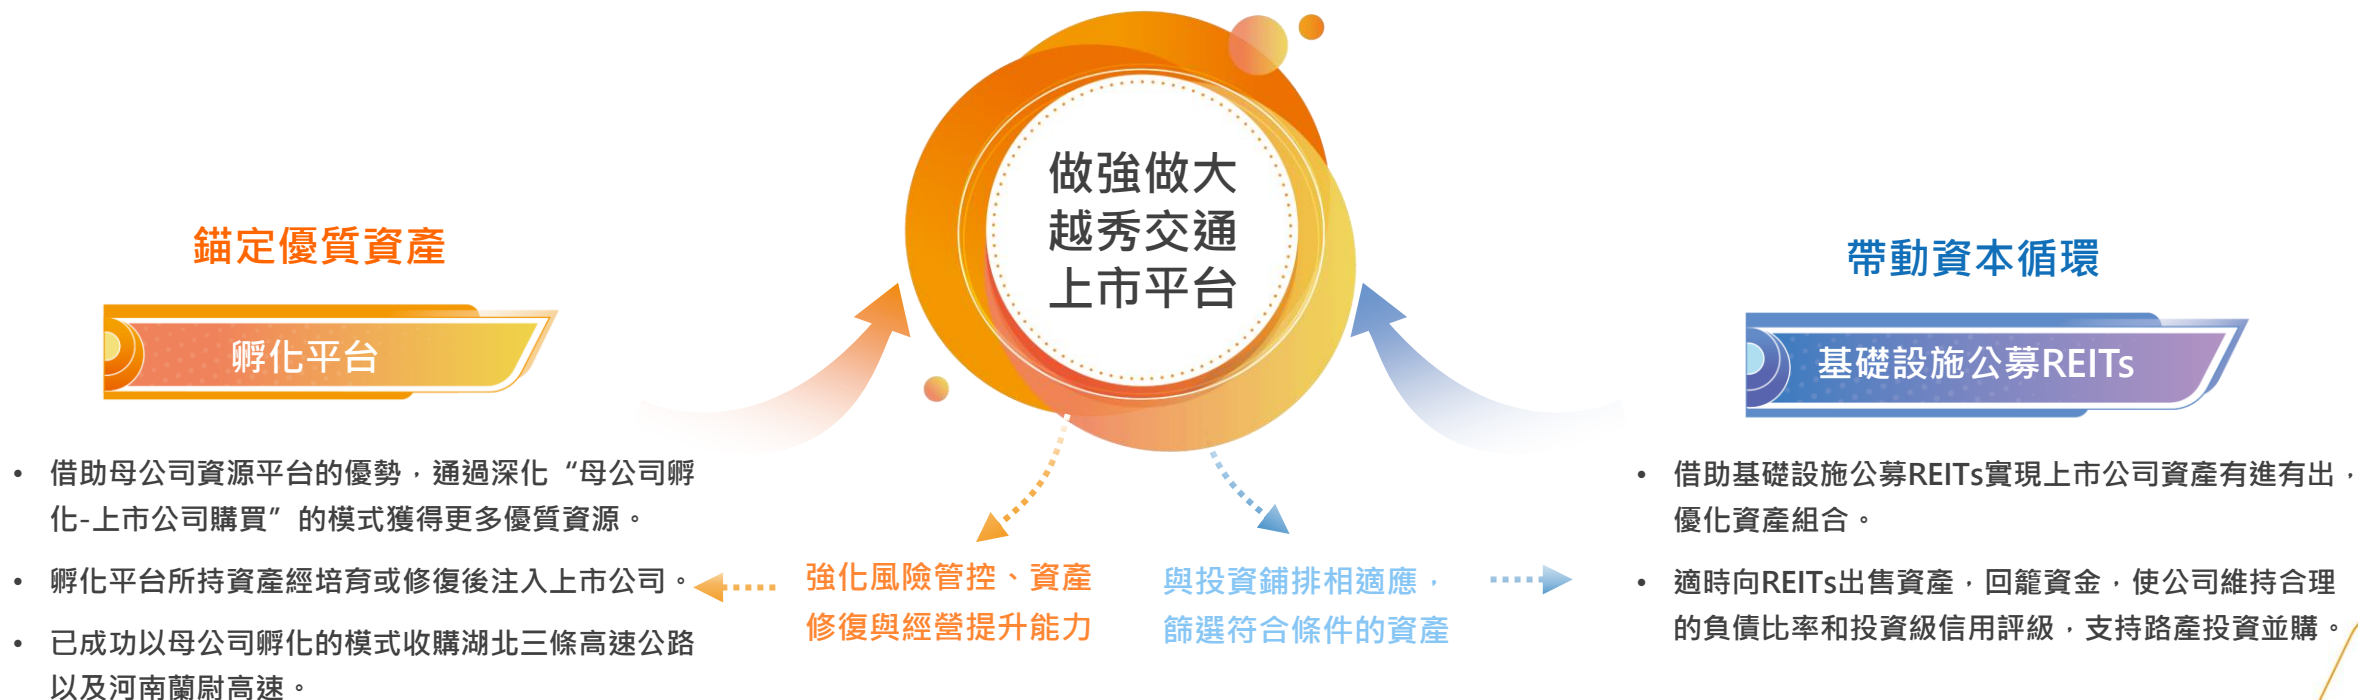 做強做大
越秀交通
上市平台
錨定優質資產
孵化平台
• 借助母公司資源平台的優勢，通過深化“母公司孵
化-上市公司購買”的模式獲得更多優質資源。
• 孵化平台所持資產經培育或修復後注入上市公司。
• 已成功以母公司孵化的模式收購湖北三條高速公路
以及河南蘭尉高速。
強化風險管控、資產
修復與經營提升能力
與投資鋪排相適應，
篩選符合條件的資產
帶動資本循環
基礎設施公募REITs
• 借助基礎設施公募REITs實現上市公司資產有進有出，
優化資產組合。
• 適時向REITs出售資產，回籠資金，使公司維持合理
的負債比率和投資級信用評級，支持路產投資並購。